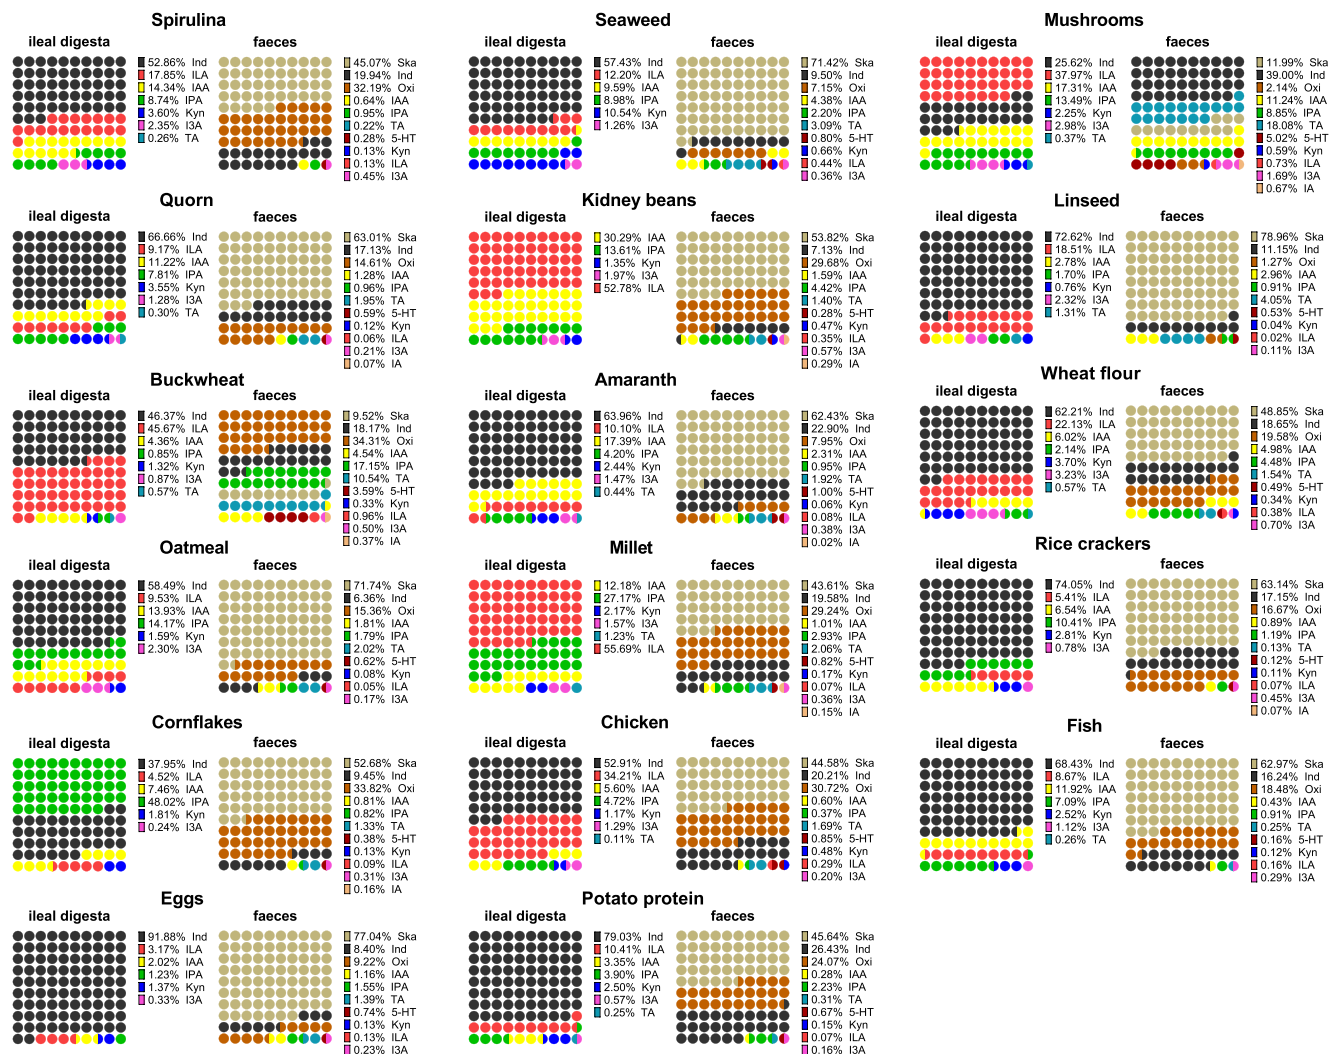 Spirulina
ileal digesta
52.86% Ind
17.85% ILA
14.34% IAA
8.74% IPA
3.60% Kyn
2.35% I3A
0.26% TA
faeces
45.07% Ska
19.94% Ind
32.19% Oxi
0.64% IAA
0.95% IPA
0.22% TA
0.28% 5-HT
0.13% Kyn
0.13% ILA
0.45% I3A
Seaweed
ileal digesta
57.43% Ind
12.20% ILA
9.59% IAA
8.98% IPA
10.54% Kyn
1.26% I3A
faeces
71.42% Ska
9.50% Ind
7.15% Oxi
4.38% IAA
2.20% IPA
3.09% TA
0.80% 5-HT
0.66% Kyn
0.44% ILA
0.36% I3A
Mushrooms
ileal digesta
25.62% Ind
37.97% ILA
17.31% IAA
13.49% IPA
2.25% Kyn
2.98% I3A
0.37% TA
faeces
11.99% Ska
39.00% Ind
2.14% Oxi
11.24% IAA
8.85% IPA
18.08% TA
5.02% 5-HT
0.59% Kyn
0.73% ILA
1.69% I3A
0.67% IA
Quorn
ileal digesta
66.66% Ind
9.17% ILA
11.22% IAA
7.81% IPA
3.55% Kyn
1.28% I3A
0.30% TA
faeces
63.01% Ska
17.13% Ind
14.61% Oxi
1.28% IAA
0.96% IPA
1.95% TA
0.59% 5-HT
0.12% Kyn
0.06% ILA
0.21% I3A
0.07% IA
Kidney beans
ileal digesta
30.29% IAA
13.61% IPA
1.35% Kyn
1.97% I3A
52.78% ILA
faeces
53.82% Ska
7.13% Ind
29.68% Oxi
1.59% IAA
4.42% IPA
1.40% TA
0.28% 5-HT
0.47% Kyn
0.35% ILA
0.57% I3A
0.29% IA
Linseed
ileal digesta
72.62% Ind
18.51% ILA
2.78% IAA
1.70% IPA
0.76% Kyn
2.32% I3A
1.31% TA
faeces
78.96% Ska
11.15% Ind
1.27% Oxi
2.96% IAA
0.91% IPA
4.05% TA
0.53% 5-HT
0.04% Kyn
0.02% ILA
0.11% I3A
Buckwheat
ileal digesta
46.37% Ind
45.67% ILA
4.36% IAA
0.85% IPA
1.32% Kyn
0.87% I3A
0.57% TA
faeces
9.52% Ska
18.17% Ind
34.31% Oxi
4.54% IAA
17.15% IPA
10.54% TA
3.59% 5-HT
0.33% Kyn
0.96% ILA
0.50% I3A
0.37% IA
Amaranth
ileal digesta
63.96% Ind
10.10% ILA
17.39% IAA
4.20% IPA
2.44% Kyn
1.47% I3A
0.44% TA
faeces
62.43% Ska
22.90% Ind
7.95% Oxi
2.31% IAA
0.95% IPA
1.92% TA
1.00% 5-HT
0.06% Kyn
0.08% ILA
0.38% I3A
0.02% IA
Wheat flour
ileal digesta
62.21% Ind
22.13% ILA
6.02% IAA
2.14% IPA
3.70% Kyn
3.23% I3A
0.57% TA
faeces
48.85% Ska
18.65% Ind
19.58% Oxi
4.98% IAA
4.48% IPA
1.54% TA
0.49% 5-HT
0.34% Kyn
0.38% ILA
0.70% I3A
Oatmeal
ileal digesta
58.49% Ind
9.53% ILA
13.93% IAA
14.17% IPA
1.59% Kyn
2.30% I3A
faeces
71.74% Ska
6.36% Ind
15.36% Oxi
1.81% IAA
1.79% IPA
2.02% TA
0.62% 5-HT
0.08% Kyn
0.05% ILA
0.17% I3A
Millet
ileal digesta
12.18% IAA
27.17% IPA
2.17% Kyn
1.57% I3A
1.23% TA
55.69% ILA
faeces
43.61% Ska
19.58% Ind
29.24% Oxi
1.01% IAA
2.93% IPA
2.06% TA
0.82% 5-HT
0.17% Kyn
0.07% ILA
0.36% I3A
0.15% IA
Rice crackers
ileal digesta
74.05% Ind
5.41% ILA
6.54% IAA
10.41% IPA
2.81% Kyn
0.78% I3A
faeces
63.14% Ska
17.15% Ind
16.67% Oxi
0.89% IAA
1.19% IPA
0.13% TA
0.12% 5-HT
0.11% Kyn
0.07% ILA
0.45% I3A
0.07% IA
Cornflakes
ileal digesta
37.95% Ind
4.52% ILA
7.46% IAA
48.02% IPA
1.81% Kyn
0.24% I3A
faeces
52.68% Ska
9.45% Ind
33.82% Oxi
0.81% IAA
0.82% IPA
1.33% TA
0.38% 5-HT
0.13% Kyn
0.09% ILA
0.31% I3A
0.16% IA
Chicken
ileal digesta
52.91% Ind
34.21% ILA
5.60% IAA
4.72% IPA
1.17% Kyn
1.29% I3A
0.11% TA
faeces
44.58% Ska
20.21% Ind
30.72% Oxi
0.60% IAA
0.37% IPA
1.69% TA
0.85% 5-HT
0.48% Kyn
0.29% ILA
0.20% I3A
Fish
ileal digesta
68.43% Ind
8.67% ILA
11.92% IAA
7.09% IPA
2.52% Kyn
1.12% I3A
0.26% TA
faeces
62.97% Ska
16.24% Ind
18.48% Oxi
0.43% IAA
0.91% IPA
0.25% TA
0.16% 5-HT
0.12% Kyn
0.16% ILA
0.29% I3A
Eggs
ileal digesta
91.88% Ind
3.17% ILA
2.02% IAA
1.23% IPA
1.37% Kyn
0.33% I3A
faeces
77.04% Ska
8.40% Ind
9.22% Oxi
1.16% IAA
1.55% IPA
1.39% TA
0.74% 5-HT
0.13% Kyn
0.13% ILA
0.23% I3A
Potato protein
ileal digesta
79.03% Ind
10.41% ILA
3.35% IAA
3.90% IPA
2.50% Kyn
0.57% I3A
0.25% TA
faeces
45.64% Ska
26.43% Ind
24.07% Oxi
0.28% IAA
2.23% IPA
0.31% TA
0.67% 5-HT
0.15% Kyn
0.07% ILA
0.16% I3A